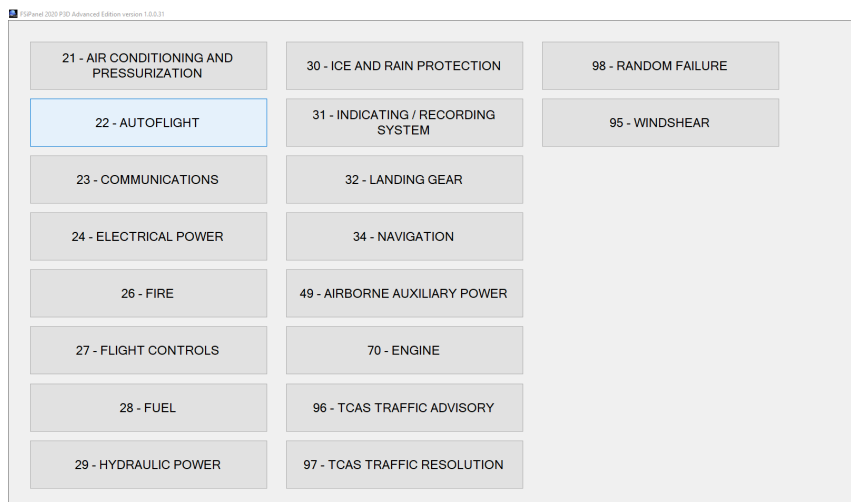 FSiPanel 2020 P3D Advanced Edition version 1.0.0.31
21 - AIR CONDITIONING AND
PRESSURIZATION
22 - AUTOFLIGHT
23 - COMMUNICATIONS
24 - ELECTRICAL POWER
26 - FIRE
27 - FLIGHT CONTROLS
28 - FUEL
29 - HYDRAULIC POWER
30 - ICE AND RAIN PROTECTION
31 - INDICATING / RECORDING
SYSTEM
32 - LANDING GEAR
34 - NAVIGATION
49 - AIRBORNE AUXILIARY POWER
70 - ENGINE
96 - TCAS TRAFFIC ADVISORY
97 - TCAS TRAFFIC RESOLUTION
98 - RANDOM FAILURE
95 - WINDSHEAR